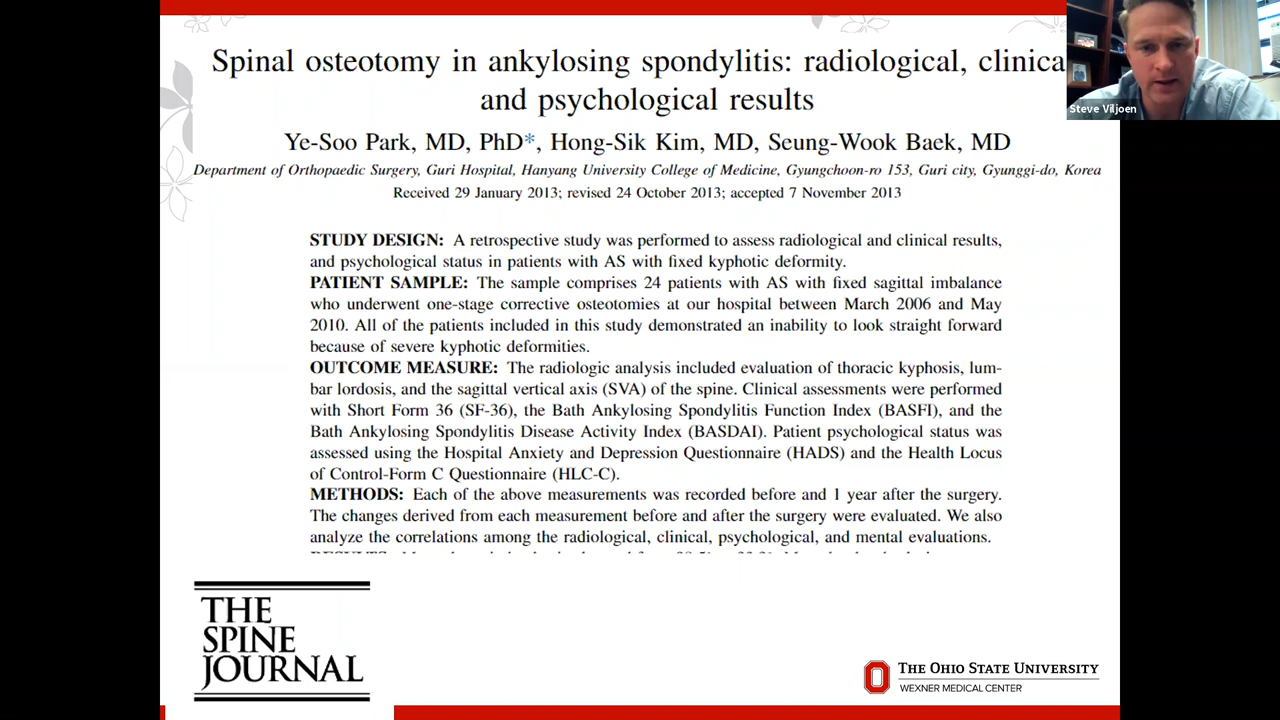 Spinal osteotomy in ankylosing spondylitis: radiological, clinica
and psychological results
Ye-Soo Park, MD, PhD*, Hong-Sik Kim, MD, Seung-Wook Baek, MD
Department of Orthopaedic Surgery, Guri Hospital, Hanyang University College of Medicine, Gyungchoon-ro 153, Guri city, Gyunggi-do, Korea
Received 29 January 2013; revised 24 October 2013; accepted 7 November 2013
Steve Viljoen
STUDY DESIGN: A retrospective study was performed to assess radiological and clinical results,
and psychological status in patients with AS with fixed kyphotic deformity.
PATIENT SAMPLE: The sample comprises 24 patients with AS with fixed sagittal imbalance
who underwent one-stage corrective osteotomies at our hospital between March 2006 and May
2010. All of the patients included in this study demonstrated an inability to look straight forward
because of severe kyphotic deformities.
OUTCOME MEASURE: The radiologic analysis included evaluation of thoracic kyphosis, lum-
bar lordosis, and the sagittal vertical axis (SVA) of the spine. Clinical assessments were performed
with Short Form 36 (SF-36), the Bath Ankylosing Spondylitis Function Index (BASFI), and the
Bath Ankylosing Spondylitis Disease Activity Index (BASDAI). Patient psychological status was
assessed using the Hospital Anxiety and Depression Questionnaire (HADS) and the Health Locus
of Control-Form C Questionnaire (HLC-C).
METHODS: Each of the above measurements was recorded before and 1 year after the surgery.
The changes derived from each measurement before and after the surgery were evaluated. We also
analyze the correlations among the radiological, clinical, psychological, and mental evaluations.
THE
SPINE
JOURNAL
THE OHIO STATE UNIVERSITY
WEXNER MEDICAL CENTER